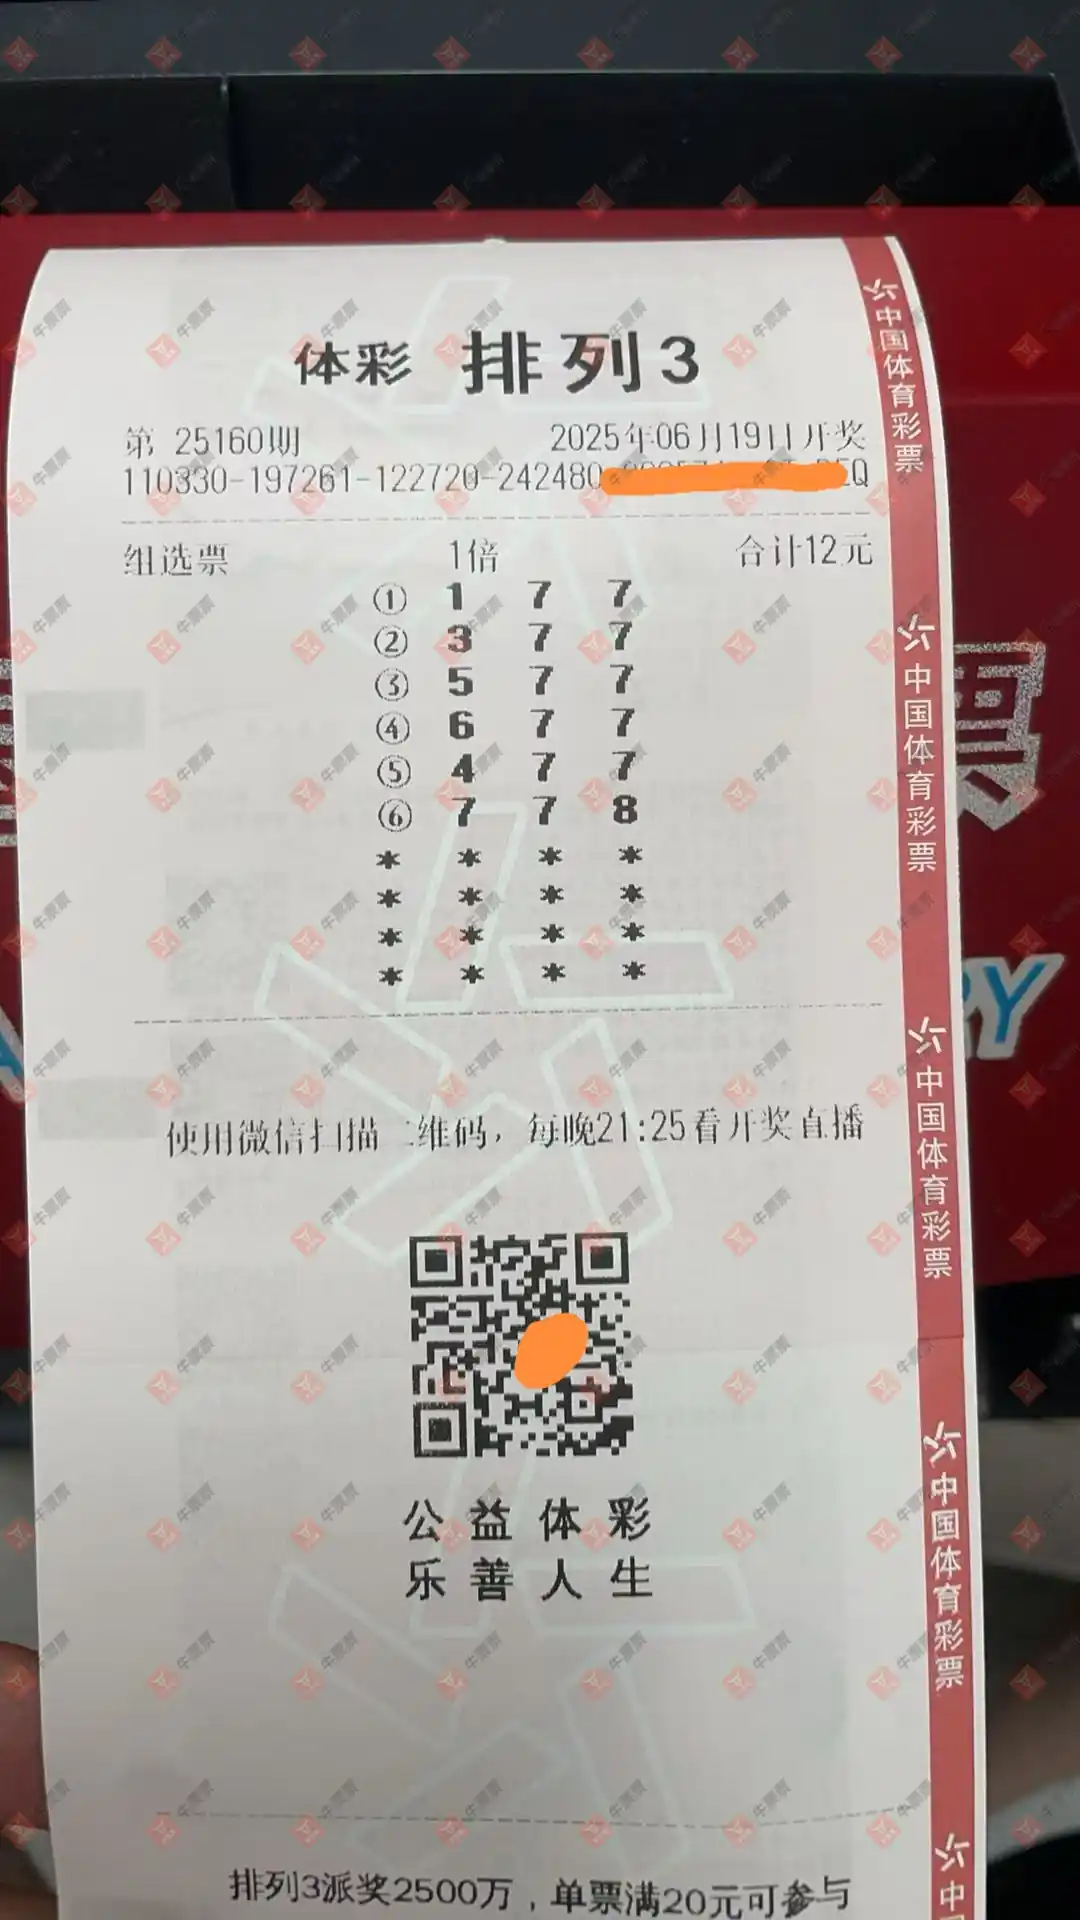 体彩 排列3
第 25160期 2025年06月19日开奖
110330-197261-122720-242480 EQ
组选票 1倍 合计12元
① 1 7 7
② 3 7 7
③ 5 7 7
④ 6 7 7
⑤ 4 7 7
⑥ 7 7 8
* * * *
* * * *
* * * *
* * * *
使用微信扫描二维码，每晚21:25看开奖直播
公益体彩
乐善人生
排列3派奖2500万，单票满20元可参与
中国体育彩票
中国体育彩票
中国体育彩票
中国体育彩票
中
票
RY
牛票票